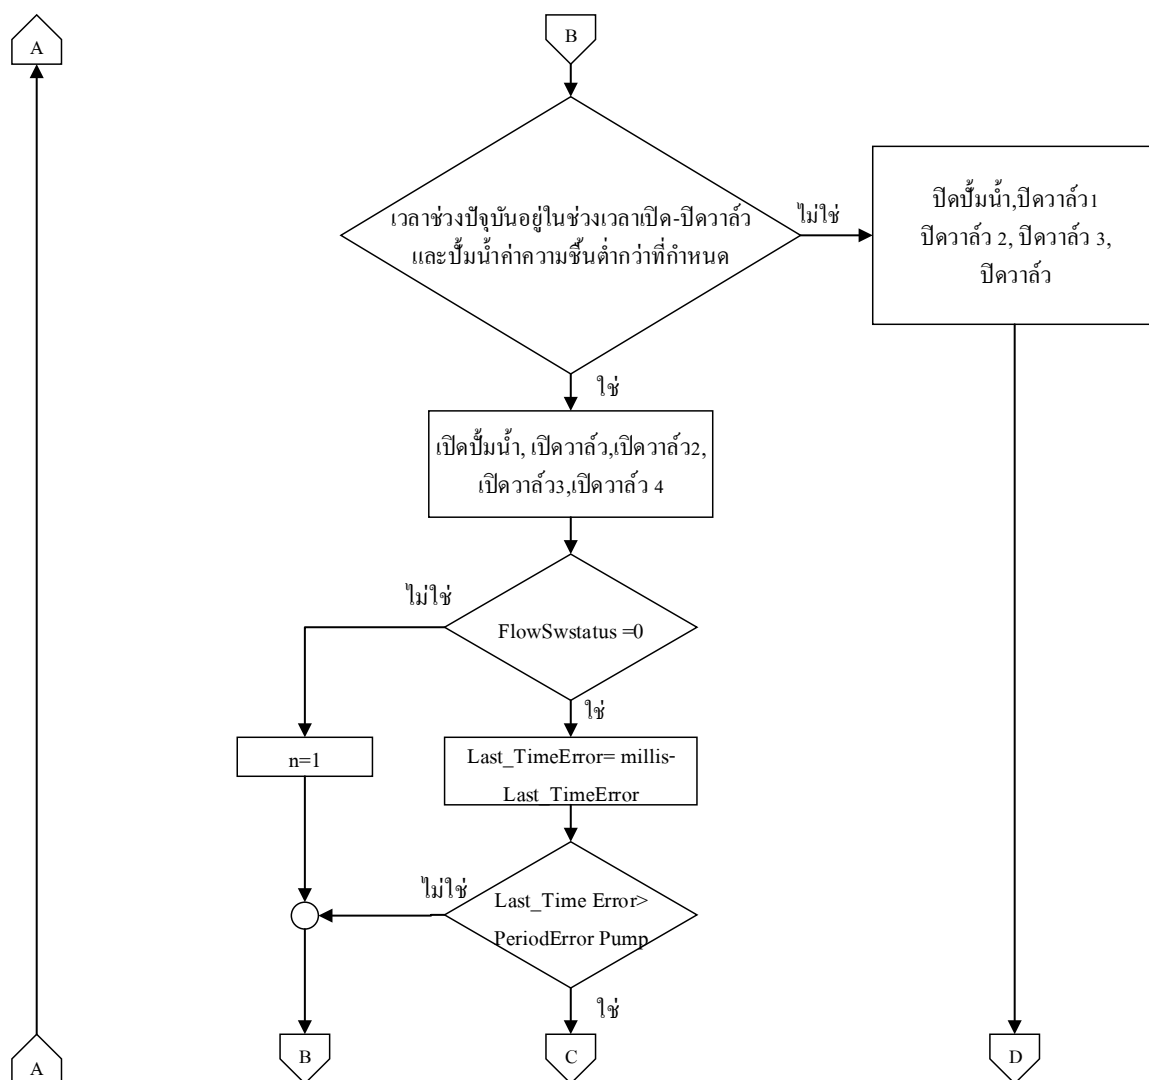 A
B
เวลาช่วงปัจจุบันอยู่ในช่วงเวลาเปิด-ปิดวาล์ว
และปั้มน้ำค่าความชื้นต่ำกว่าที่กำหนด
ไม่ใช่
ปิดปั้มน้ำ,ปิดวาล์ว1
ปิดวาล์ว 2, ปิดวาล์ว 3,
ปิดวาล์ว
ใช่
เปิดปั้มน้ำ, เปิดวาล์ว,เปิดวาล์ว2,
เปิดวาล์ว3,เปิดวาล์ว 4
ไม่ใช่
FlowSwstatus =0
ใช่
n=1
Last_TimeError= millis-
Last_TimeError
ไม่ใช่
Last_Time Error>
PeriodError Pump
ใช่
A
B
C
D